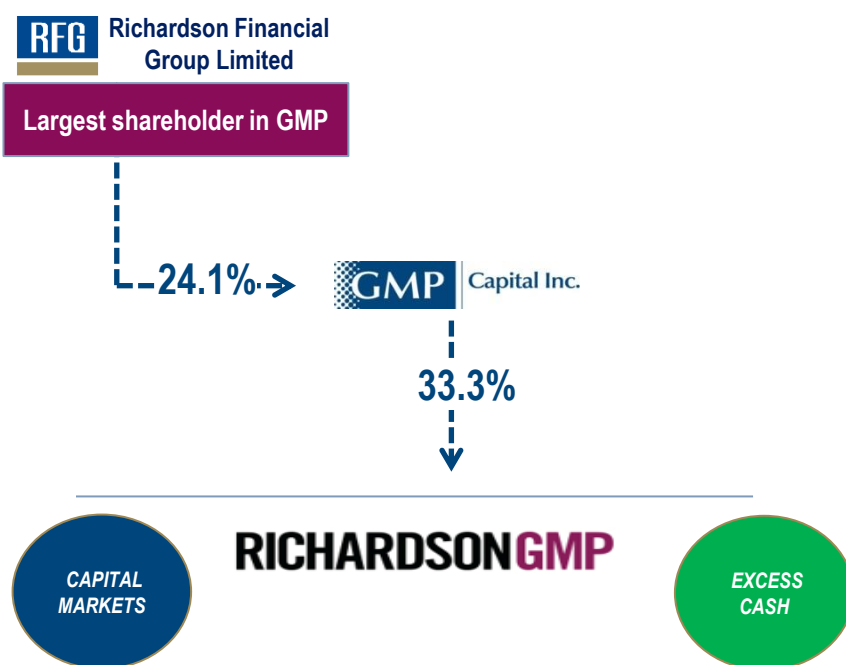 RFG
Richardson Financial
Group Limited
Largest shareholder in GMP
24.1%
GMP Capital Inc.
33.3%
RICHARDSONGMP
CAPITAL
MARKETS
EXCESS
CASH